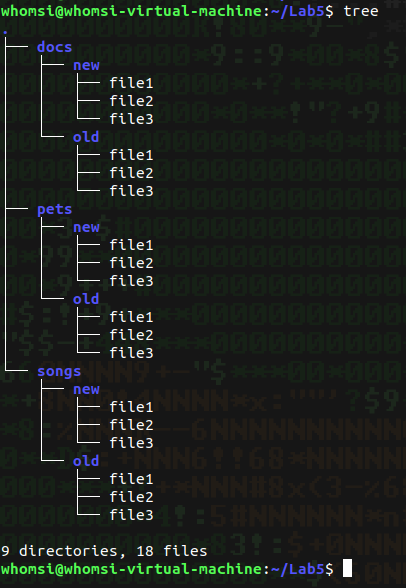 whomsi@whomsi-virtual-machine:~/Lab5$ tree
.
├── docs
│   ├── new
│   │   ├── file1
│   │   ├── file2
│   │   └── file3
│   └── old
│       ├── file1
│       ├── file2
│       └── file3
├── pets
│   ├── new
│   │   ├── file1
│   │   ├── file2
│   │   └── file3
│   └── old
│       ├── file1
│       ├── file2
│       └── file3
└── songs
    ├── new
    │   ├── file1
    │   ├── file2
    │   └── file3
    └── old
        ├── file1
        ├── file2
        └── file3
9 directories, 18 files
whomsi@whomsi-virtual-machine:~/Lab5$